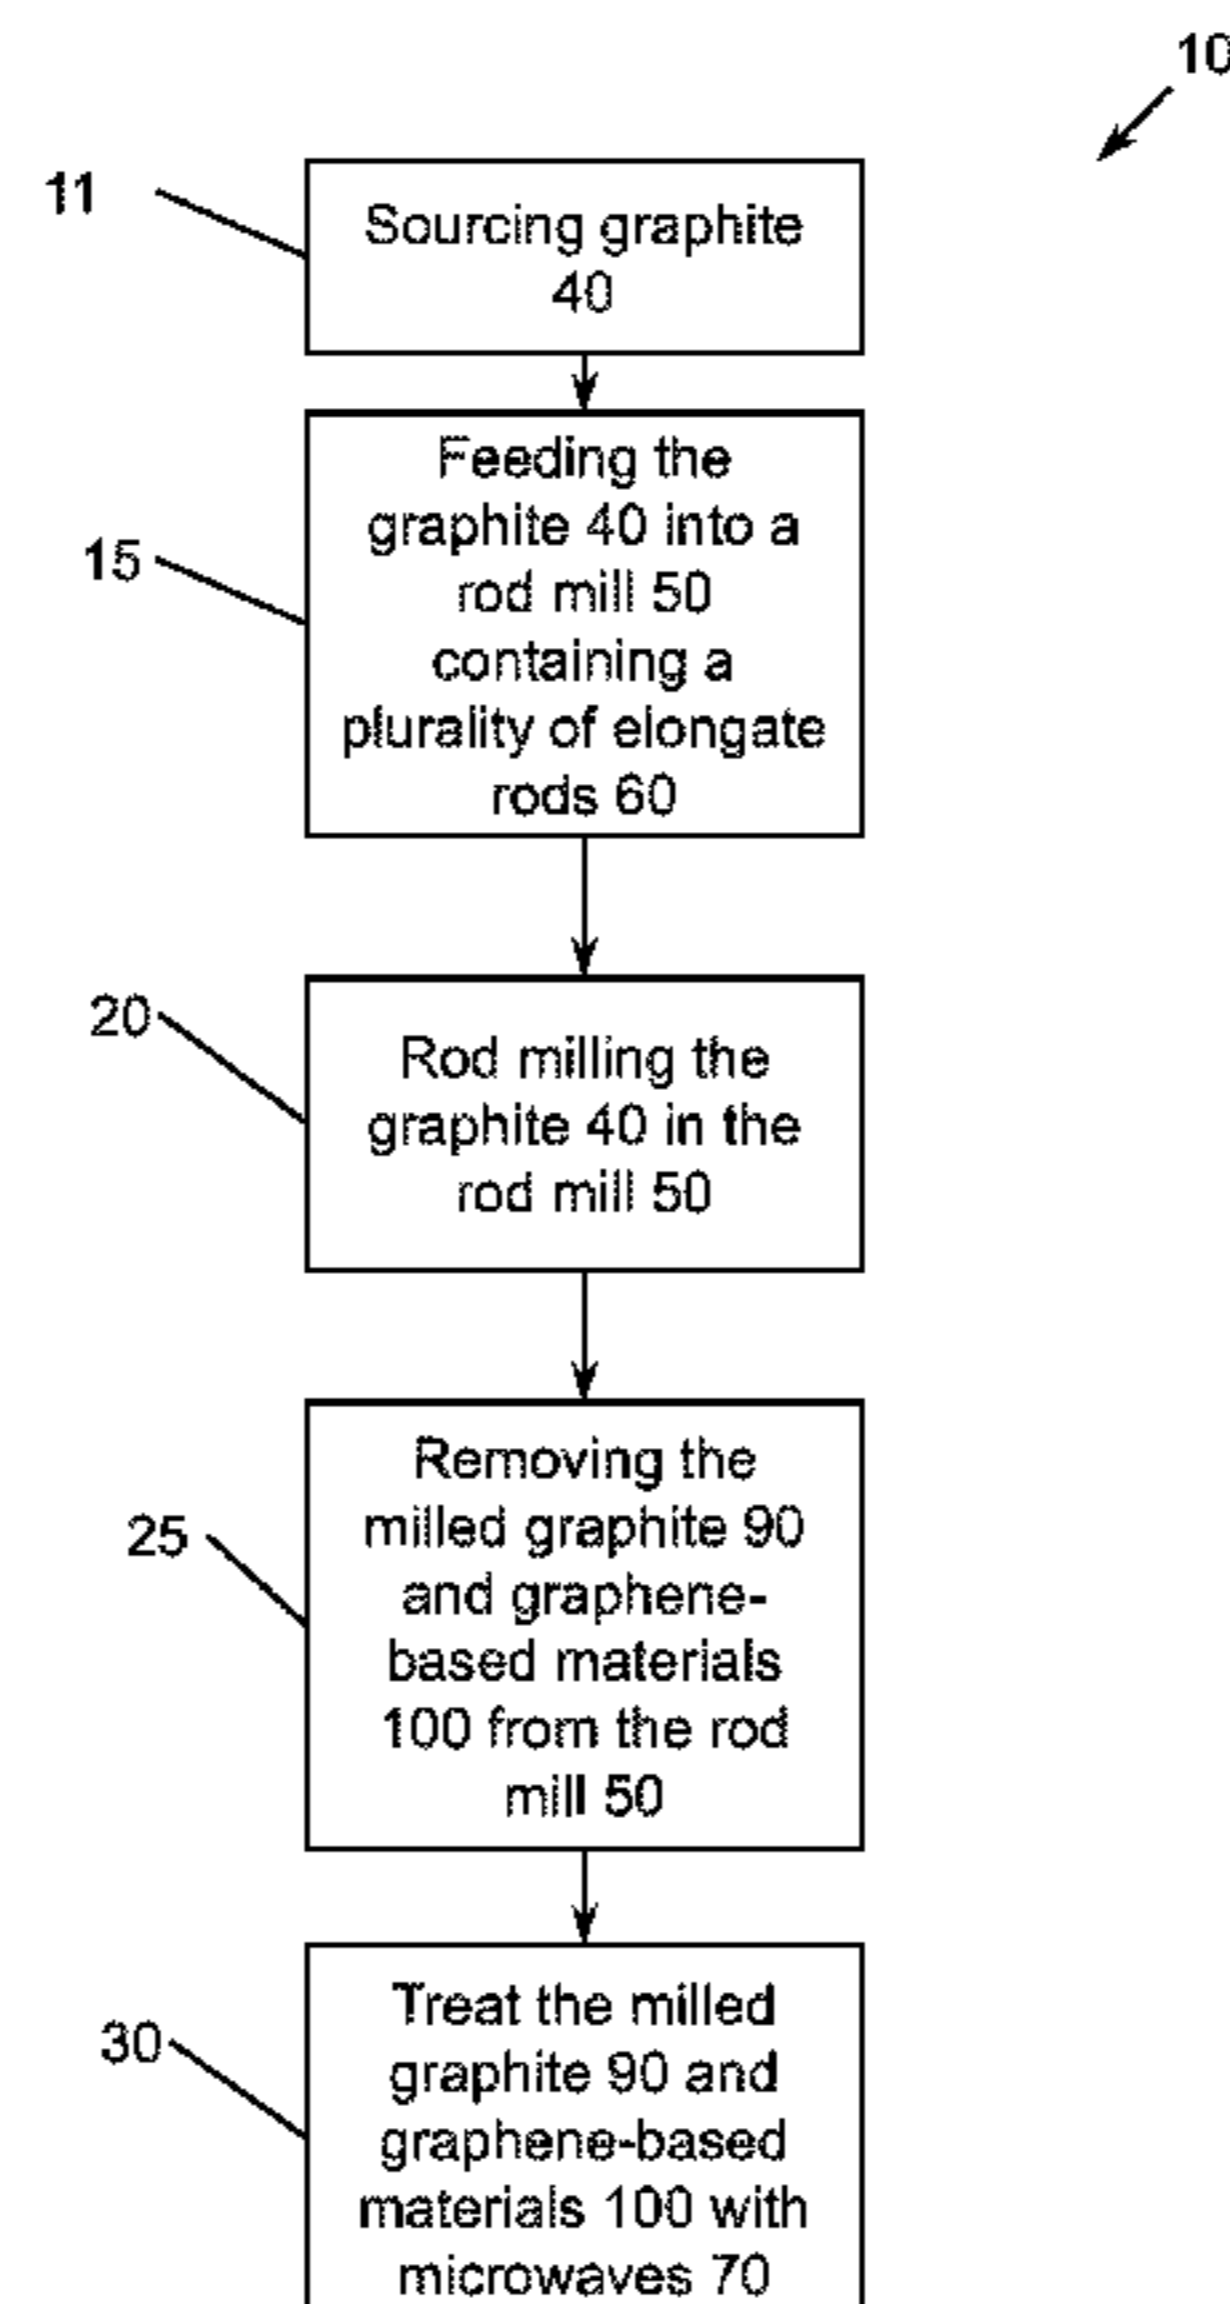 10
11
Sourcing graphite
40
15
Feeding the
graphite 40 into a
rod mill 50
containing a
plurality of elongate
rods 60
20
Rod milling the
graphite 40 in the
rod mill 50
25
Removing the
milled graphite 90
and graphene-
based materials
100 from the rod
mill 50
30
Treat the milled
graphite 90 and
graphene-based
materials 100 with
microwaves 70